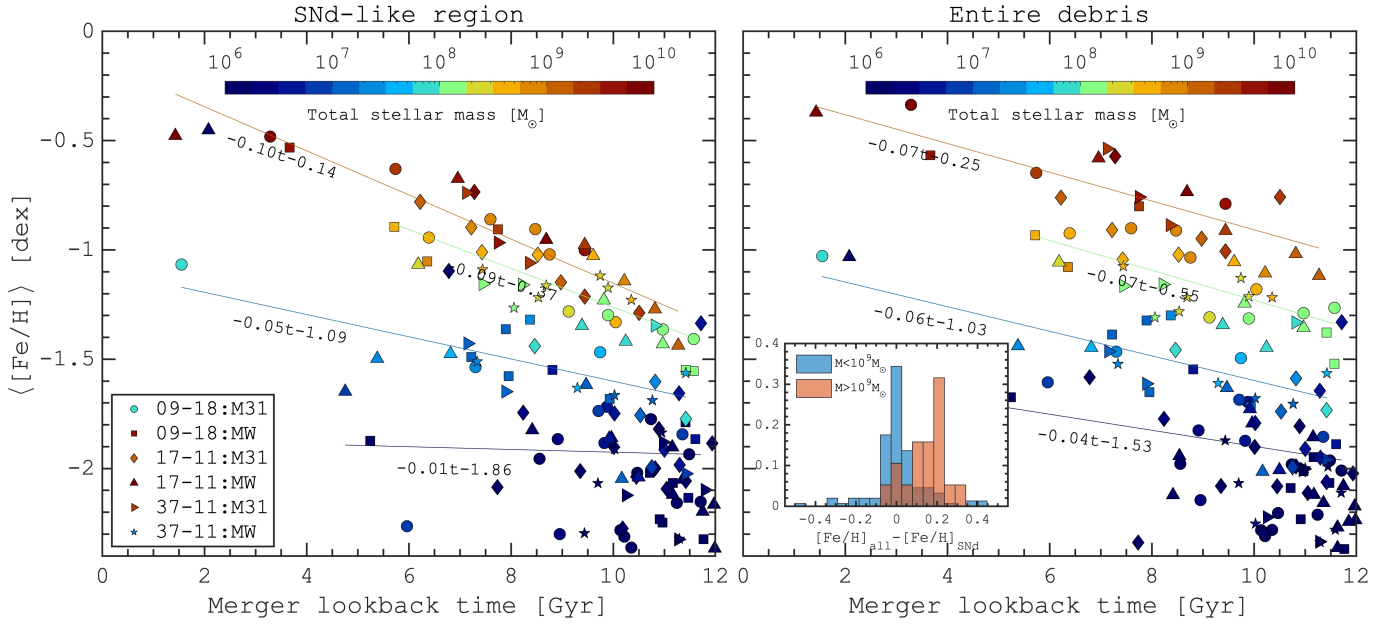 SNd-like region
10^6 10^7 10^8 10^9 10^10
Total stellar mass [M⊙]
-0.10t-0.14
-0.09t-0.37
-0.05t-1.09
-0.01t-1.86
09-18:M31
09-18:MW
17-11:M31
17-11:MW
37-11:M31
37-11:MW
0
-0.5
-1
-1.5
-2
⟨[Fe/H]⟩ [dex]
0 2 4 6 8 10 12
Merger lookback time [Gyr]
Entire debris
10^6 10^7 10^8 10^9 10^10
Total stellar mass [M⊙]
-0.07t-0.25
-0.07t-0.55
-0.06t-1.03
-0.04t-1.53
0.4
0.3
0.2
0.1
0
M<10^9M⊙
M>10^9M⊙
-0.4 -0.2 0 0.2 0.4
[Fe/H]_all-[Fe/H]_SNd
0 2 4 6 8 10 12
Merger lookback time [Gyr]